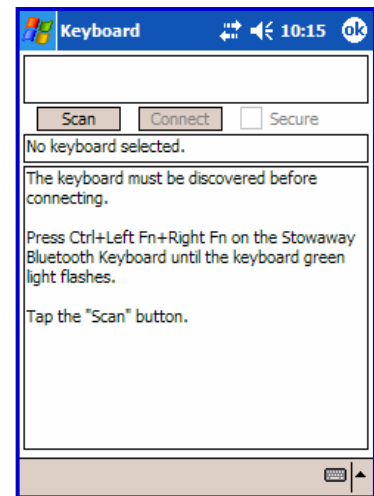 Keyboard 10:15 ok
Scan Connect Secure
No keyboard selected.
The keyboard must be discovered before
connecting.
Press Ctrl+Left Fn+Right Fn on the Stowaway
Bluetooth Keyboard until the keyboard green
light flashes.
Tap the "Scan" button.